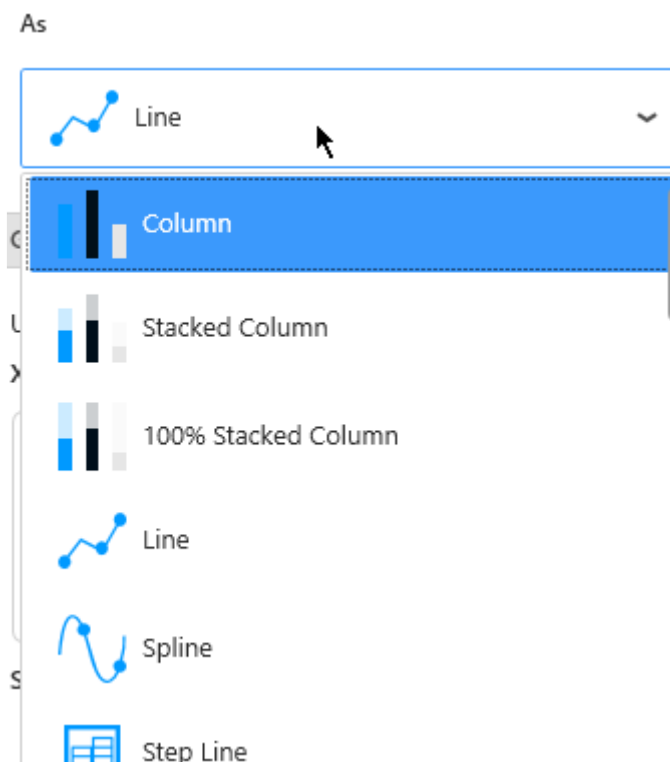 As
Line
Column
Stacked Column
100% Stacked Column
Line
Spline
Step Line